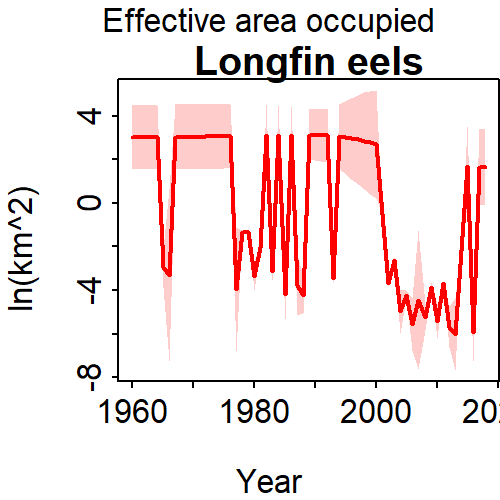 Effective area occupied
Longfin eels
ln(km^2)
4
0
-4
-8
1960
1980
2000
Year